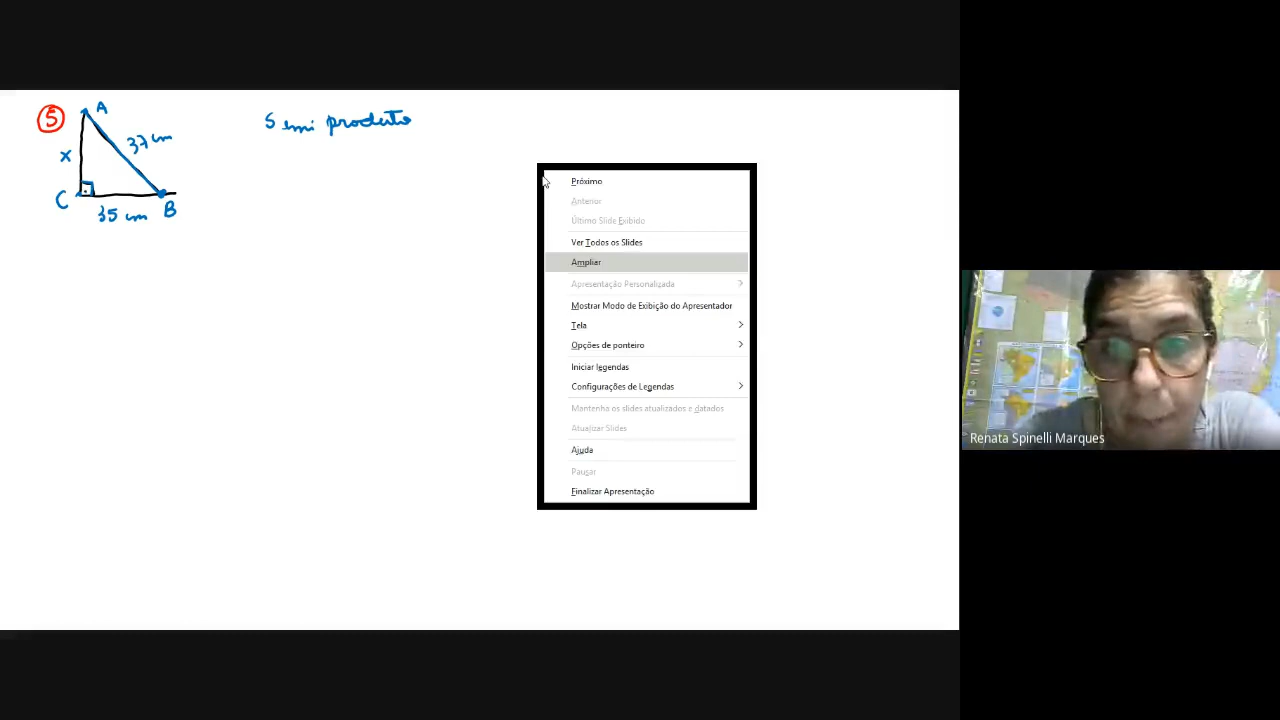 5
A
37 cm
x
C
35 cm
B
Semi produto
Próximo
Anterior
Último Slide Exibido
Ver Todos os Slides
Ampliar
Apresentação Personalizada
Mostrar Modo de Exibição do Apresentador
Tela
Opções de ponteiro
Iniciar legendas
Configurações de Legendas
Mantenha os slides atualizados e datados
Atualizar Slides
Ajuda
Pausar
Finalizar Apresentação
Renata Spinelli Marques